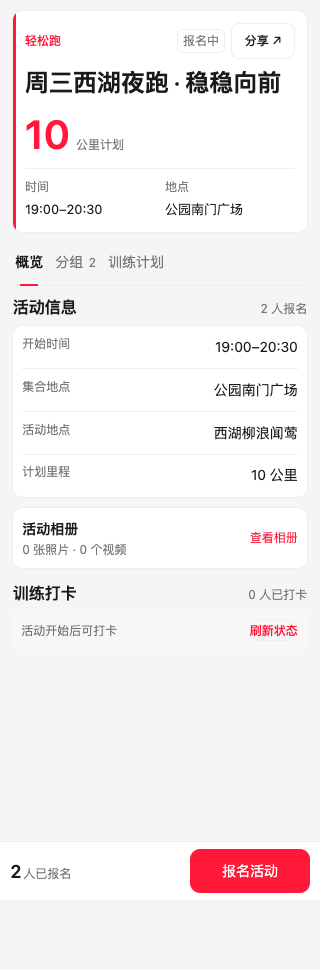 轻松跑
报名中
分享 ↗
周三西湖夜跑 · 稳稳向前
10 公里计划
时间
地点
19:00–20:30
公园南门广场
概览 分组 2 训练计划
活动信息
2 人报名
开始时间
19:00–20:30
集合地点
公园南门广场
活动地点
西湖柳浪闻莺
计划里程
10 公里
活动相册
0 张照片 · 0 个视频
查看相册
训练打卡
0 人已打卡
活动开始后可打卡
刷新状态
2人已报名
报名活动